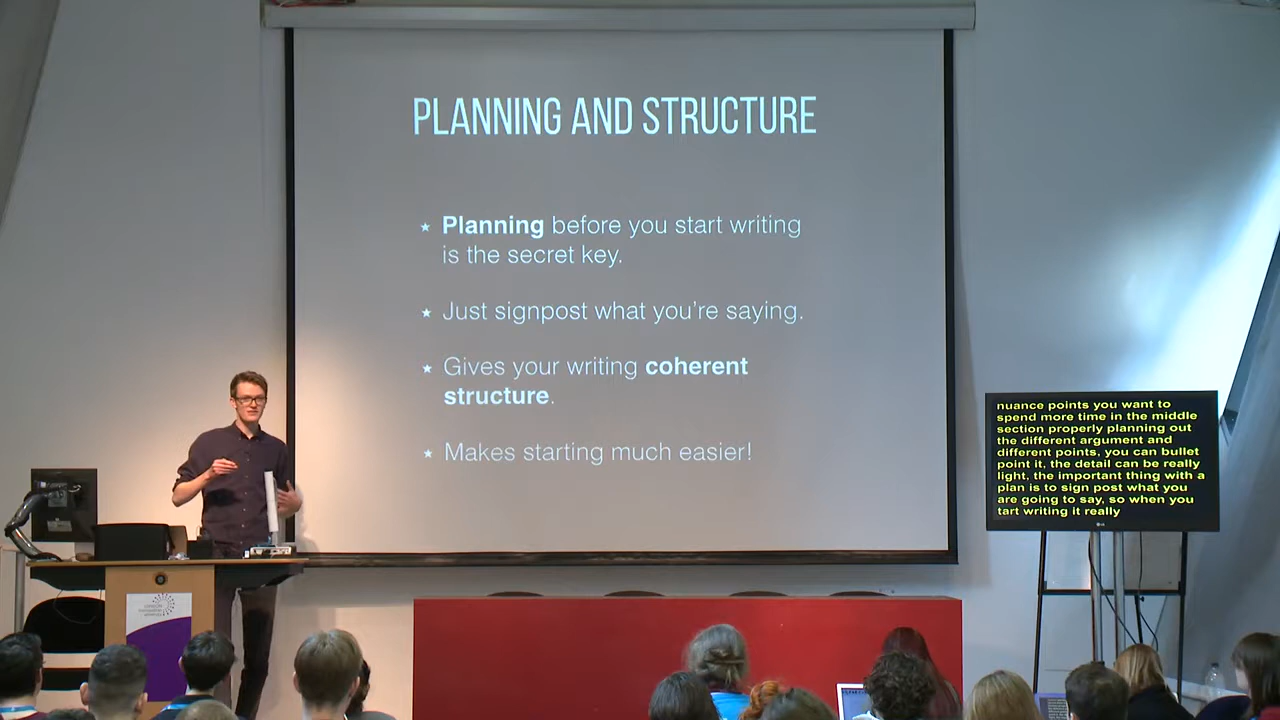 PLANNING AND STRUCTURE
★ Planning before you start writing
is the secret key.
★ Just signpost what you're saying.
★ Gives your writing coherent
structure.
★ Makes starting much easier!
nuance points you want to
spend more time in the middle
section properly planning out
the different argument and
different points, you can bullet
point it, the detail can be really
light, the important thing with a
plan is to sign post what you
are going to say, so when you
tart writing it really
LG
LONDON